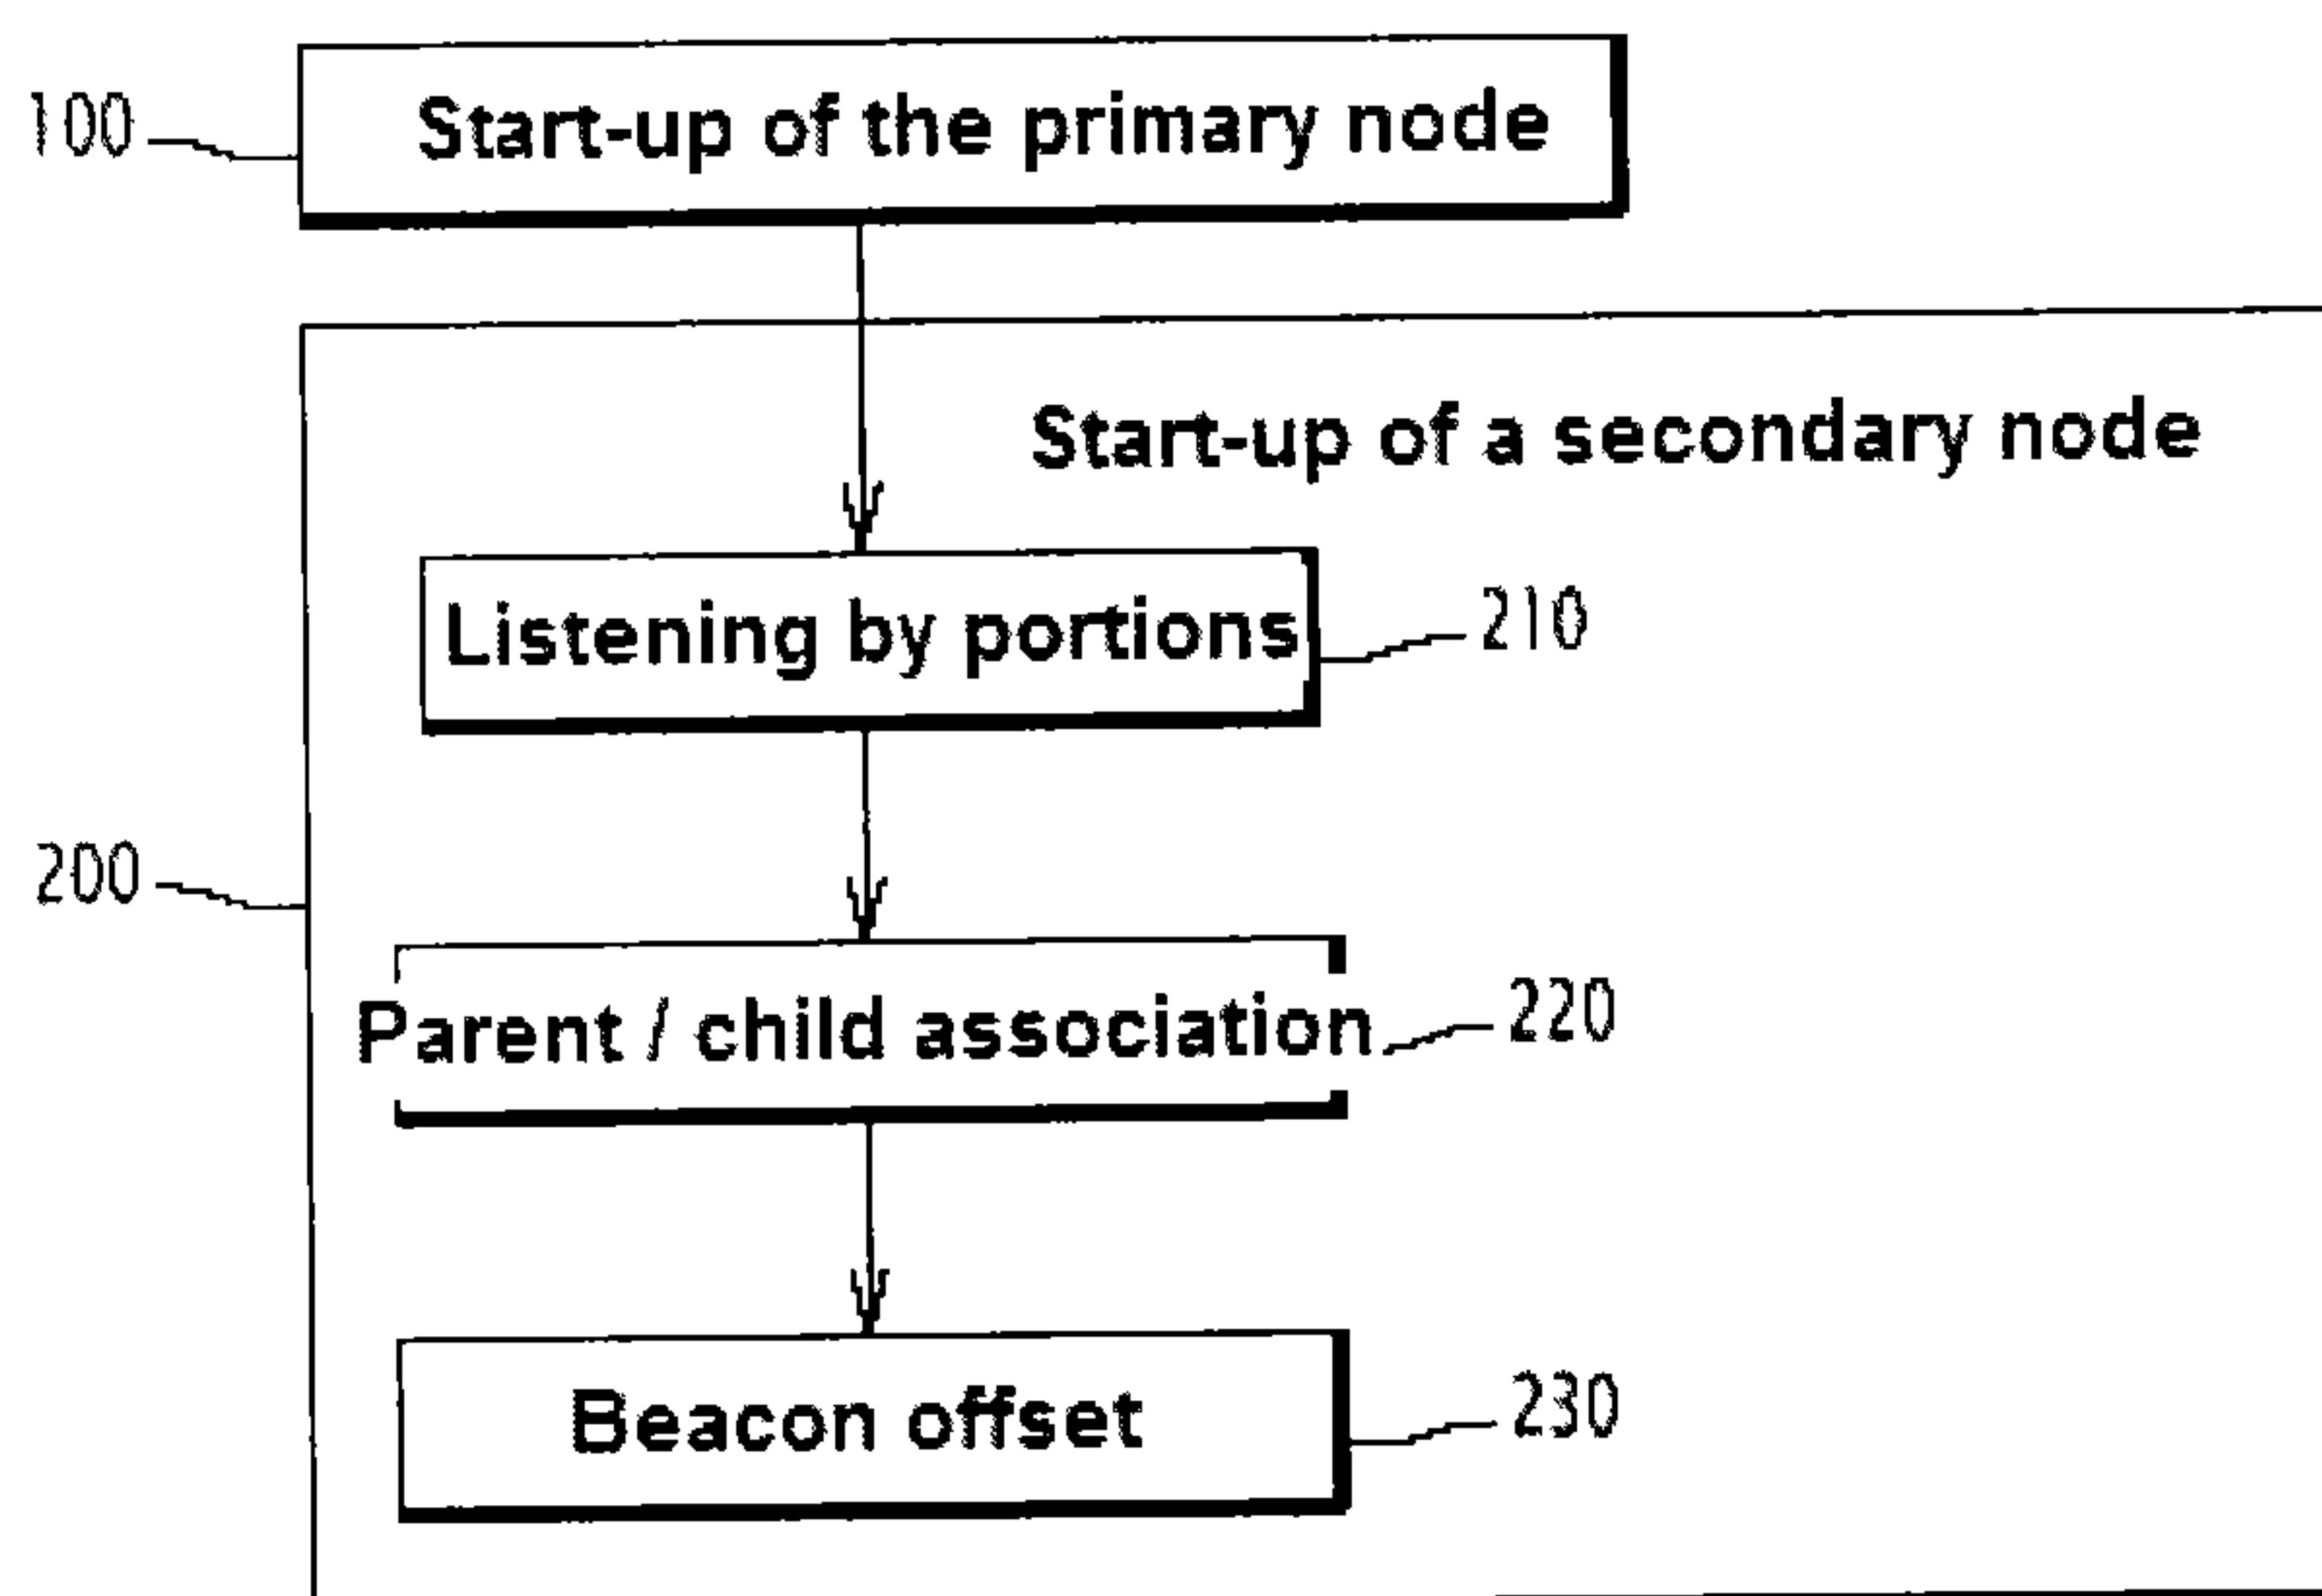 100
Start-up of the primary node
Start-up of a secondary node
Listening by portions
210
200
Parent / child association
220
Beacon offset
230